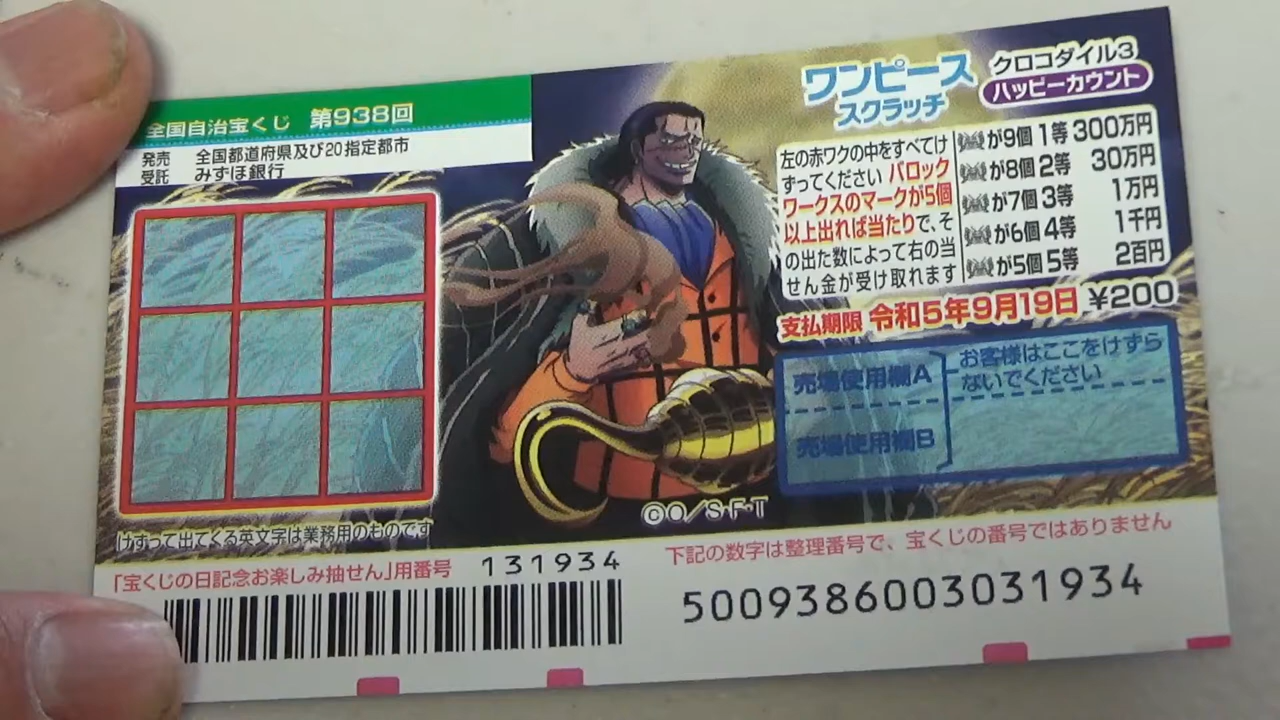 全国自治宝くじ 第938回
発売 全国都道府県及び20指定都市
受託 みずほ銀行
ワンピース
スクラッチ
クロコダイル3
ハッピーカウント
左の赤ワクの中をすべてけ
ずってください バロック
ワークスのマークが5個
以上出れば当たりで、そ
の出た数によって右の当
せん金が受け取れます
が9個 1等 300万円
が8個 2等 30万円
が7個 3等 1万円
が6個 4等 1千円
が5個 5等 2百円
支払期限 令和5年9月19日 ¥200
売場使用欄A
売場使用欄B
お客様はここをけずら
ないでください
©O/S・F・T
けずって出てくる英文字は業務用のものです
「宝くじの日記念お楽しみ抽せん」用番号 131934
下記の数字は整理番号で、宝くじの番号ではありません
5009386003031934